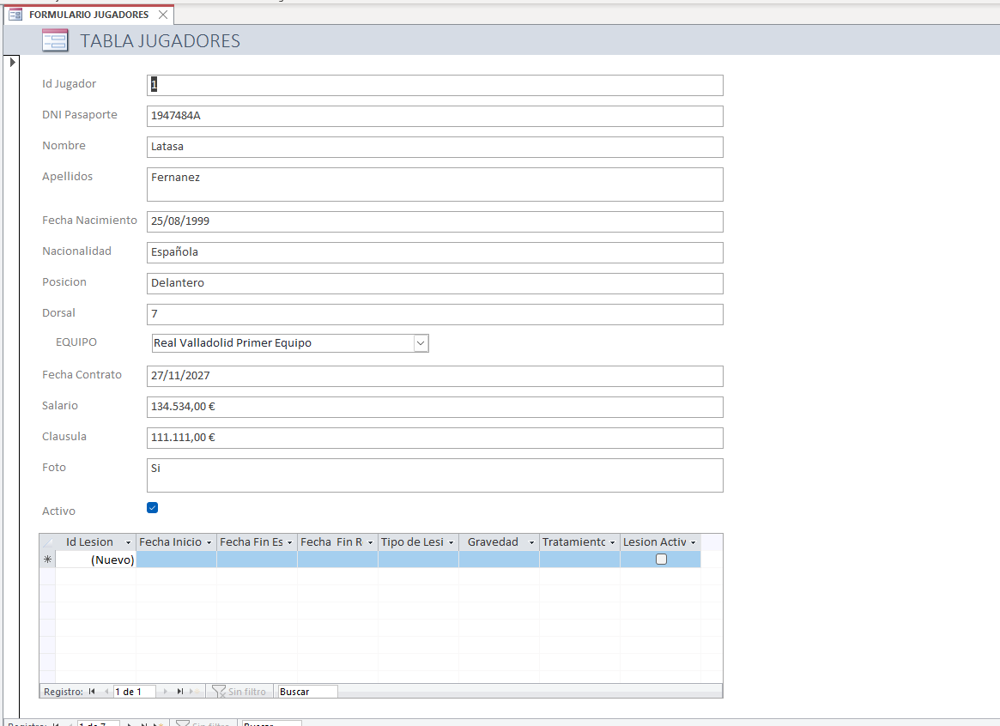 FORMULARIO JUGADORES
TABLA JUGADORES
Id Jugador 1
DNI Pasaporte 1947484A
Nombre Latasa
Apellidos Fernanez
Fecha Nacimiento 25/08/1999
Nacionalidad Española
Posicion Delantero
Dorsal 7
EQUIPO Real Valladolid Primer Equipo
Fecha Contrato 27/11/2027
Salario 134.534,00 €
Clausula 111.111,00 €
Foto Si
Activo
Id Lesion Fecha Inicio Fecha Fin Es Fecha Fin R Tipo de Lesi Gravedad Tratamientc Lesion Activ
(Nuevo)
Registro: 1 de 1 Sin filtro Buscar
Registro: 1 de 7 Sin filtro Buscar